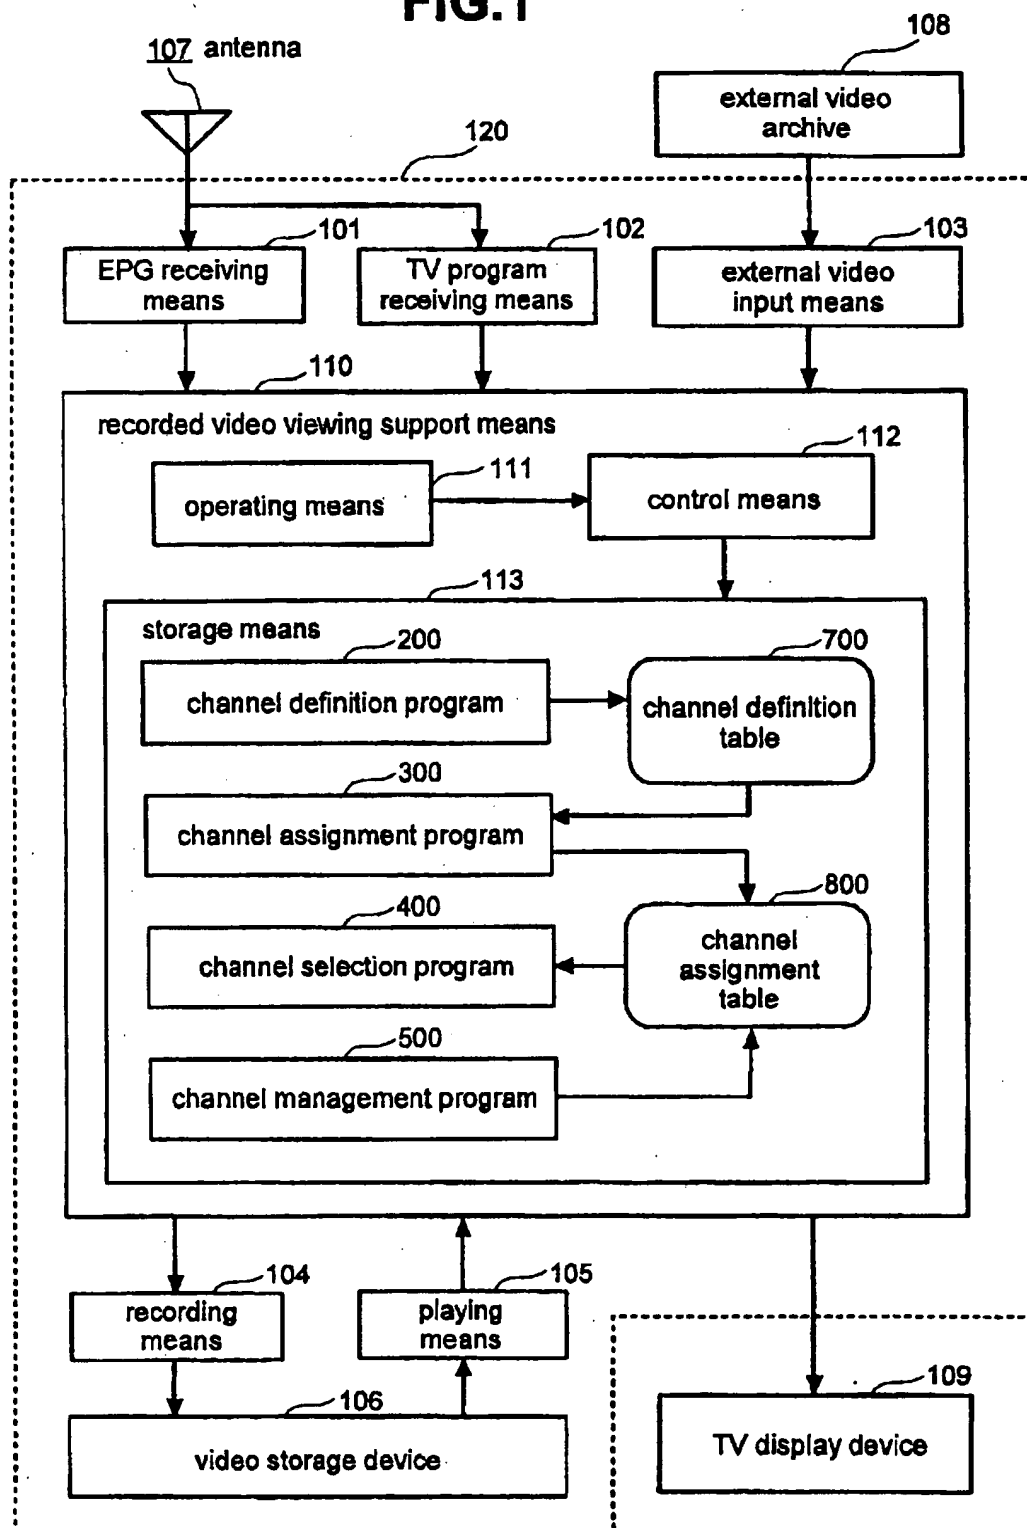 FIG.1
107 antenna
108
external video
archive
120
101
EPG receiving
means
102
TV program
receiving means
103
external video
input means
110
recorded video viewing support means
111
operating means
112
control means
113
storage means
200
channel definition program
700
channel definition
table
300
channel assignment program
800
channel
assignment
table
400
channel selection program
500
channel management program
104
recording
means
105
playing
means
106
video storage device
109
TV display device